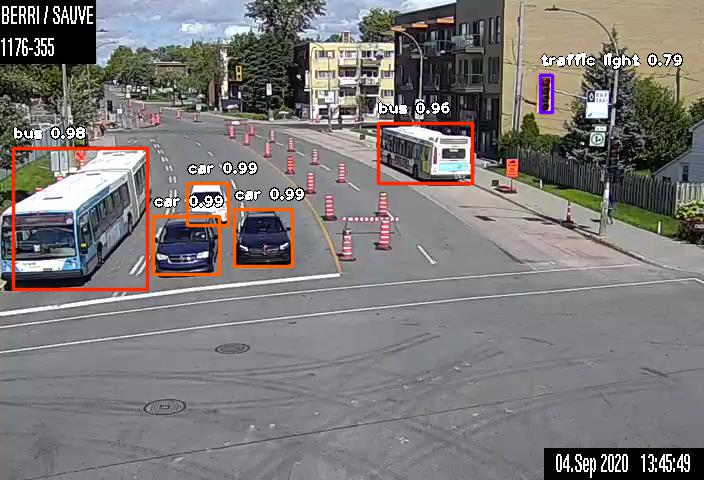 BERRI / SAUVE
1176-355
traffic light 0.79
bus 0.96
bus 0.98
car 0.99
car 0.99
car 0.99
04.Sep 2020 13:45:49